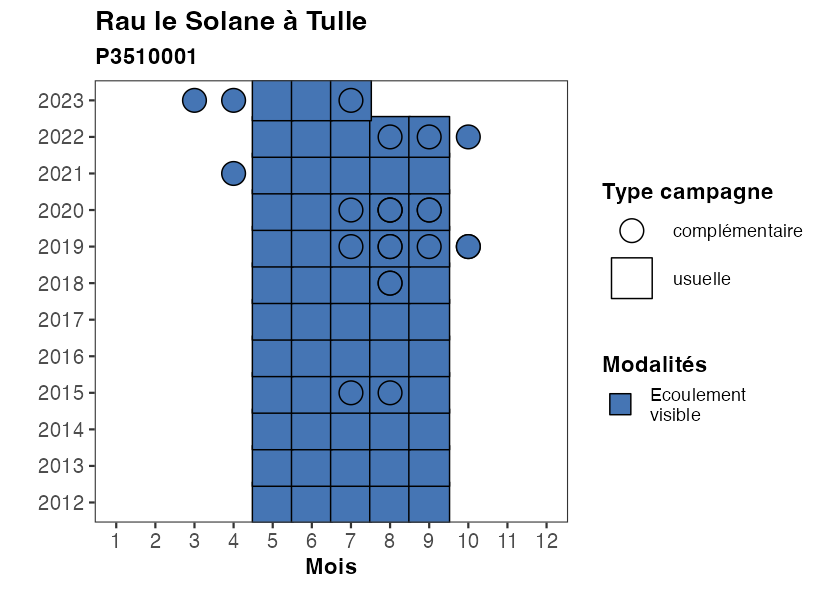 Rau le Solane à Tulle
P3510001
2023
2022
2021
2020
2019
2018
2017
2016
2015
2014
2013
2012
1 2 3 4 5 6 7 8 9 10 11 12
Mois
Type campagne
complémentaire
usuelle
Modalités
Ecoulement
visible